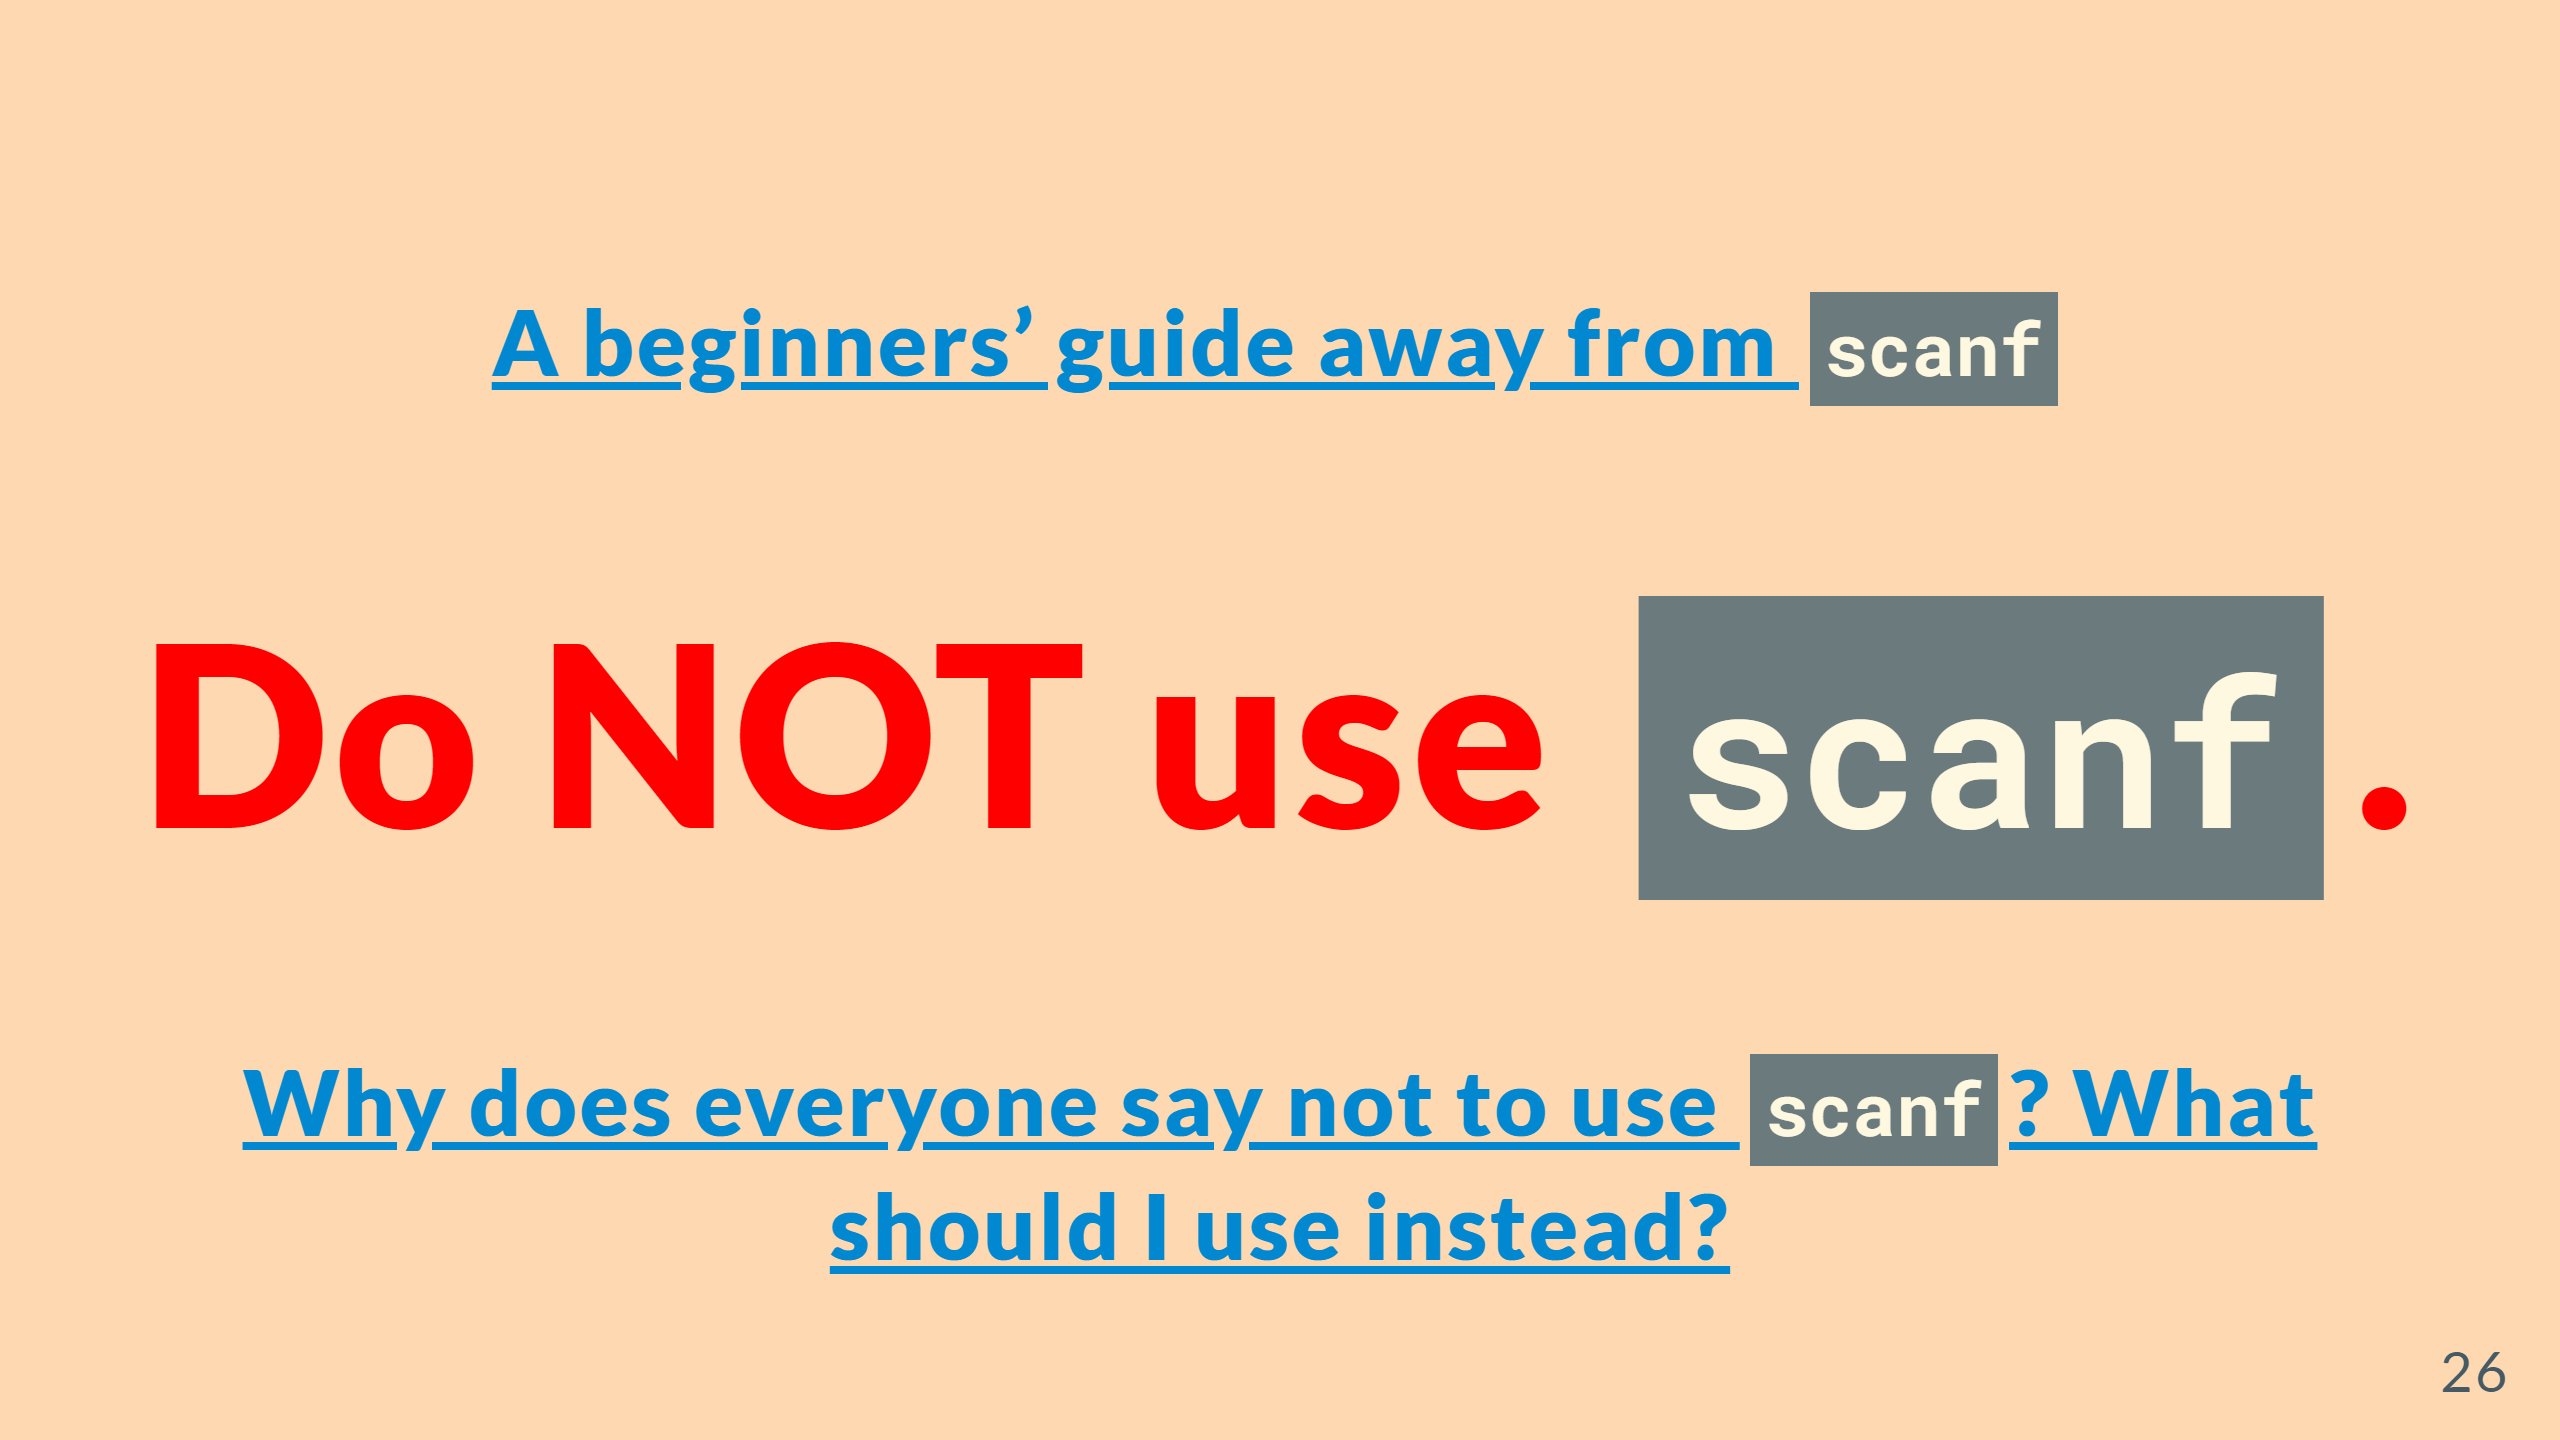 A beginners’ guide away from scanf
Do NOT use scanf.
Why does everyone say not to use scanf? What
should I use instead?
26